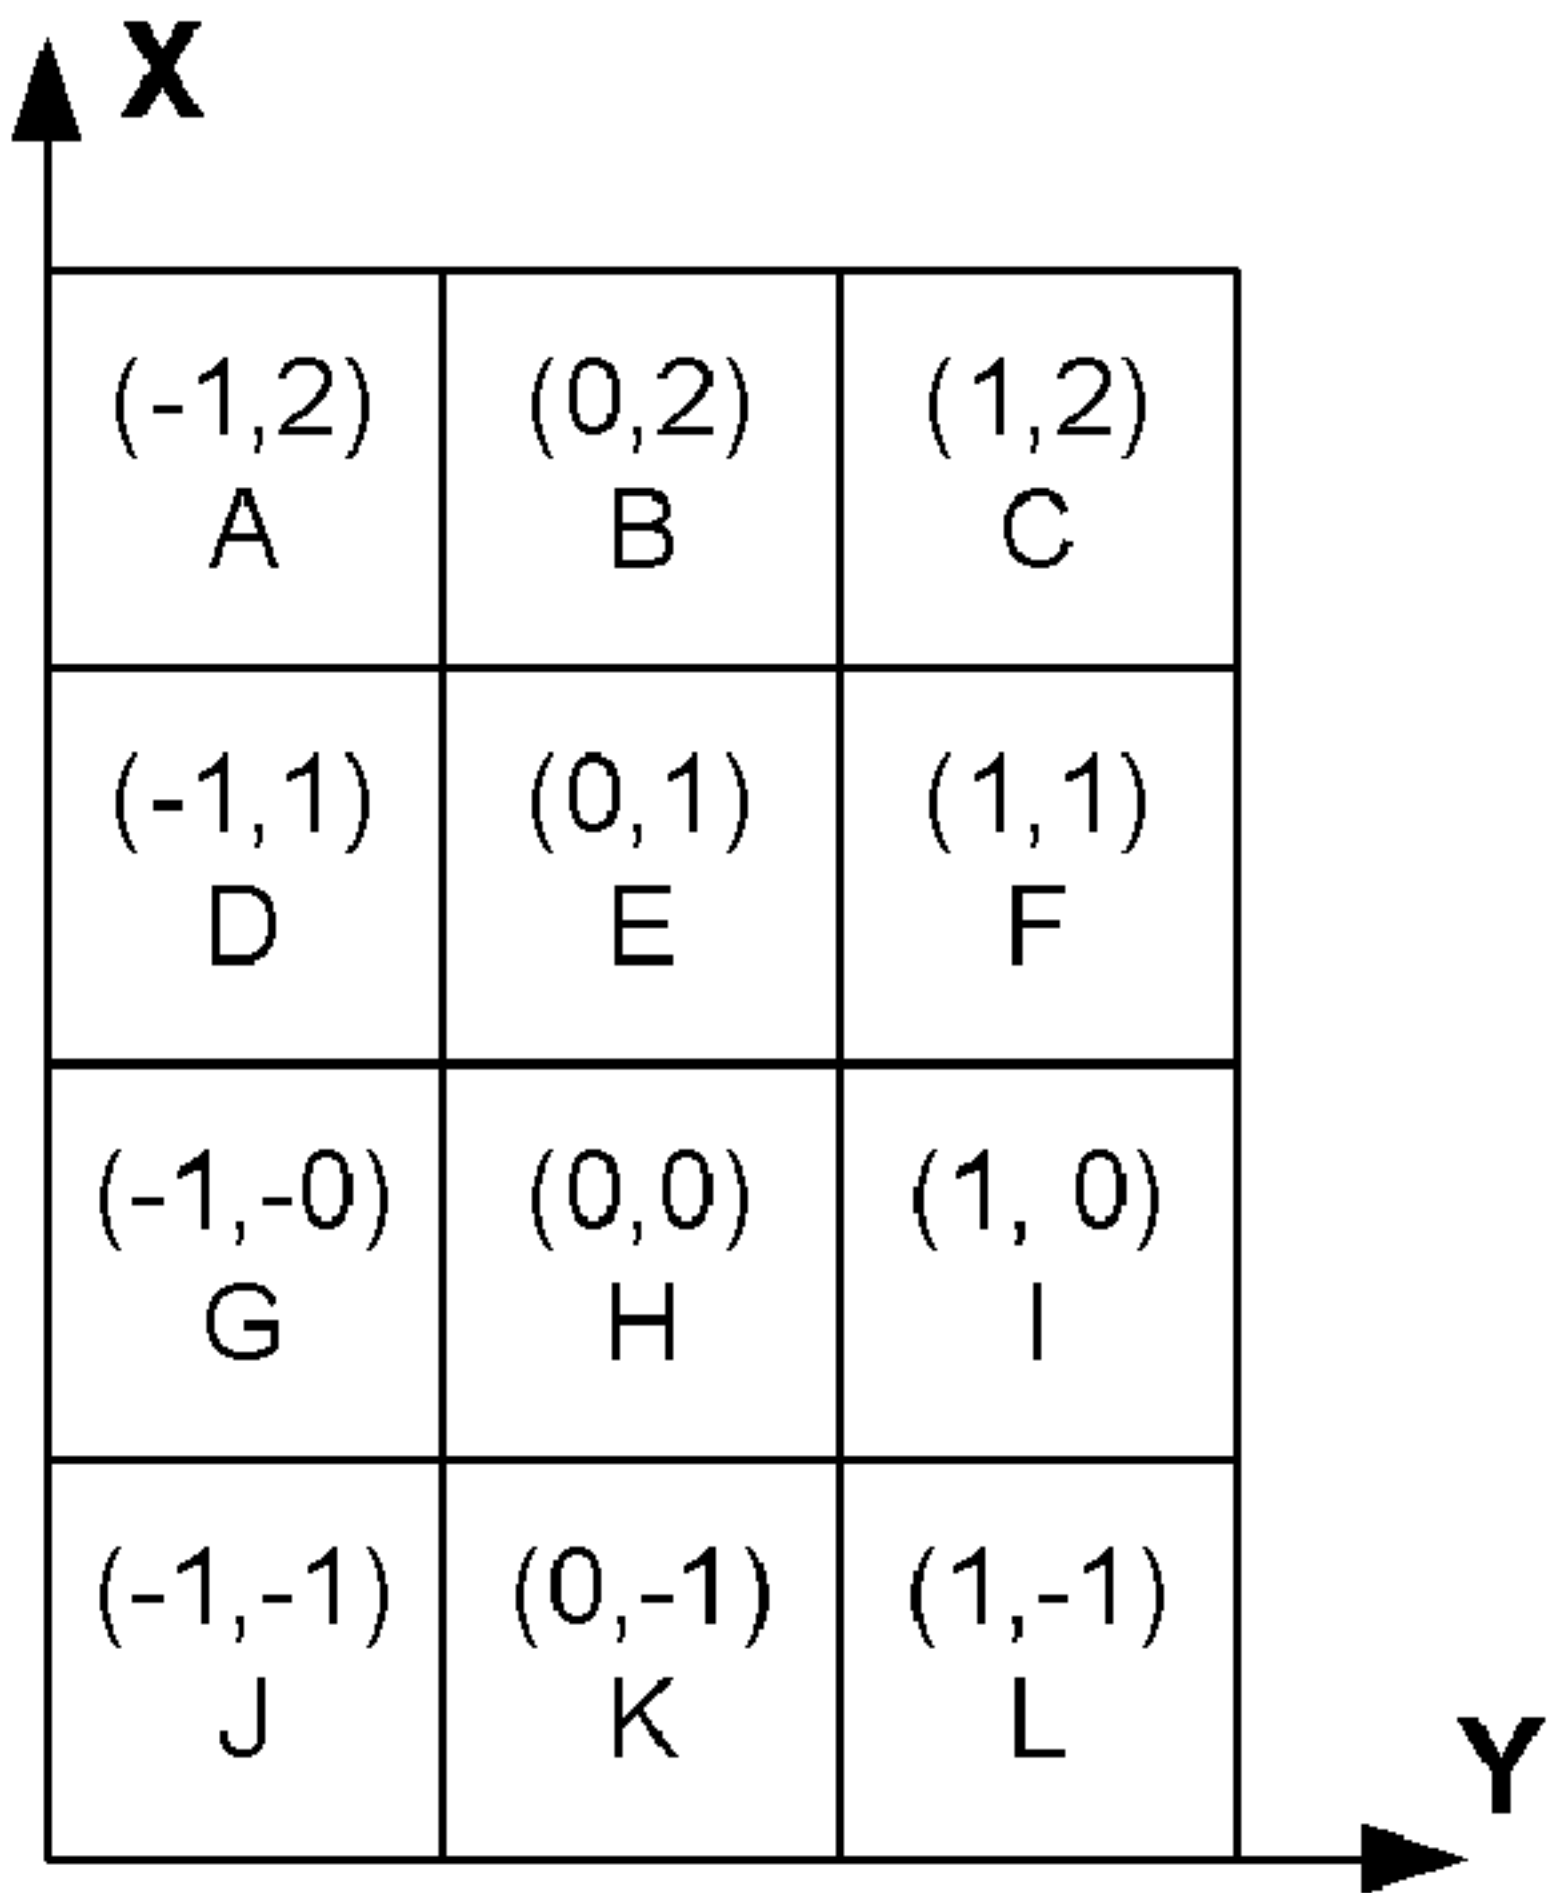 X
(-1,2) (0,2) (1,2)
A B C
(-1,1) (0,1) (1,1)
D E F
(-1,-0) (0,0) (1, 0)
G H I
(-1,-1) (0,-1) (1,-1)
J K L
Y